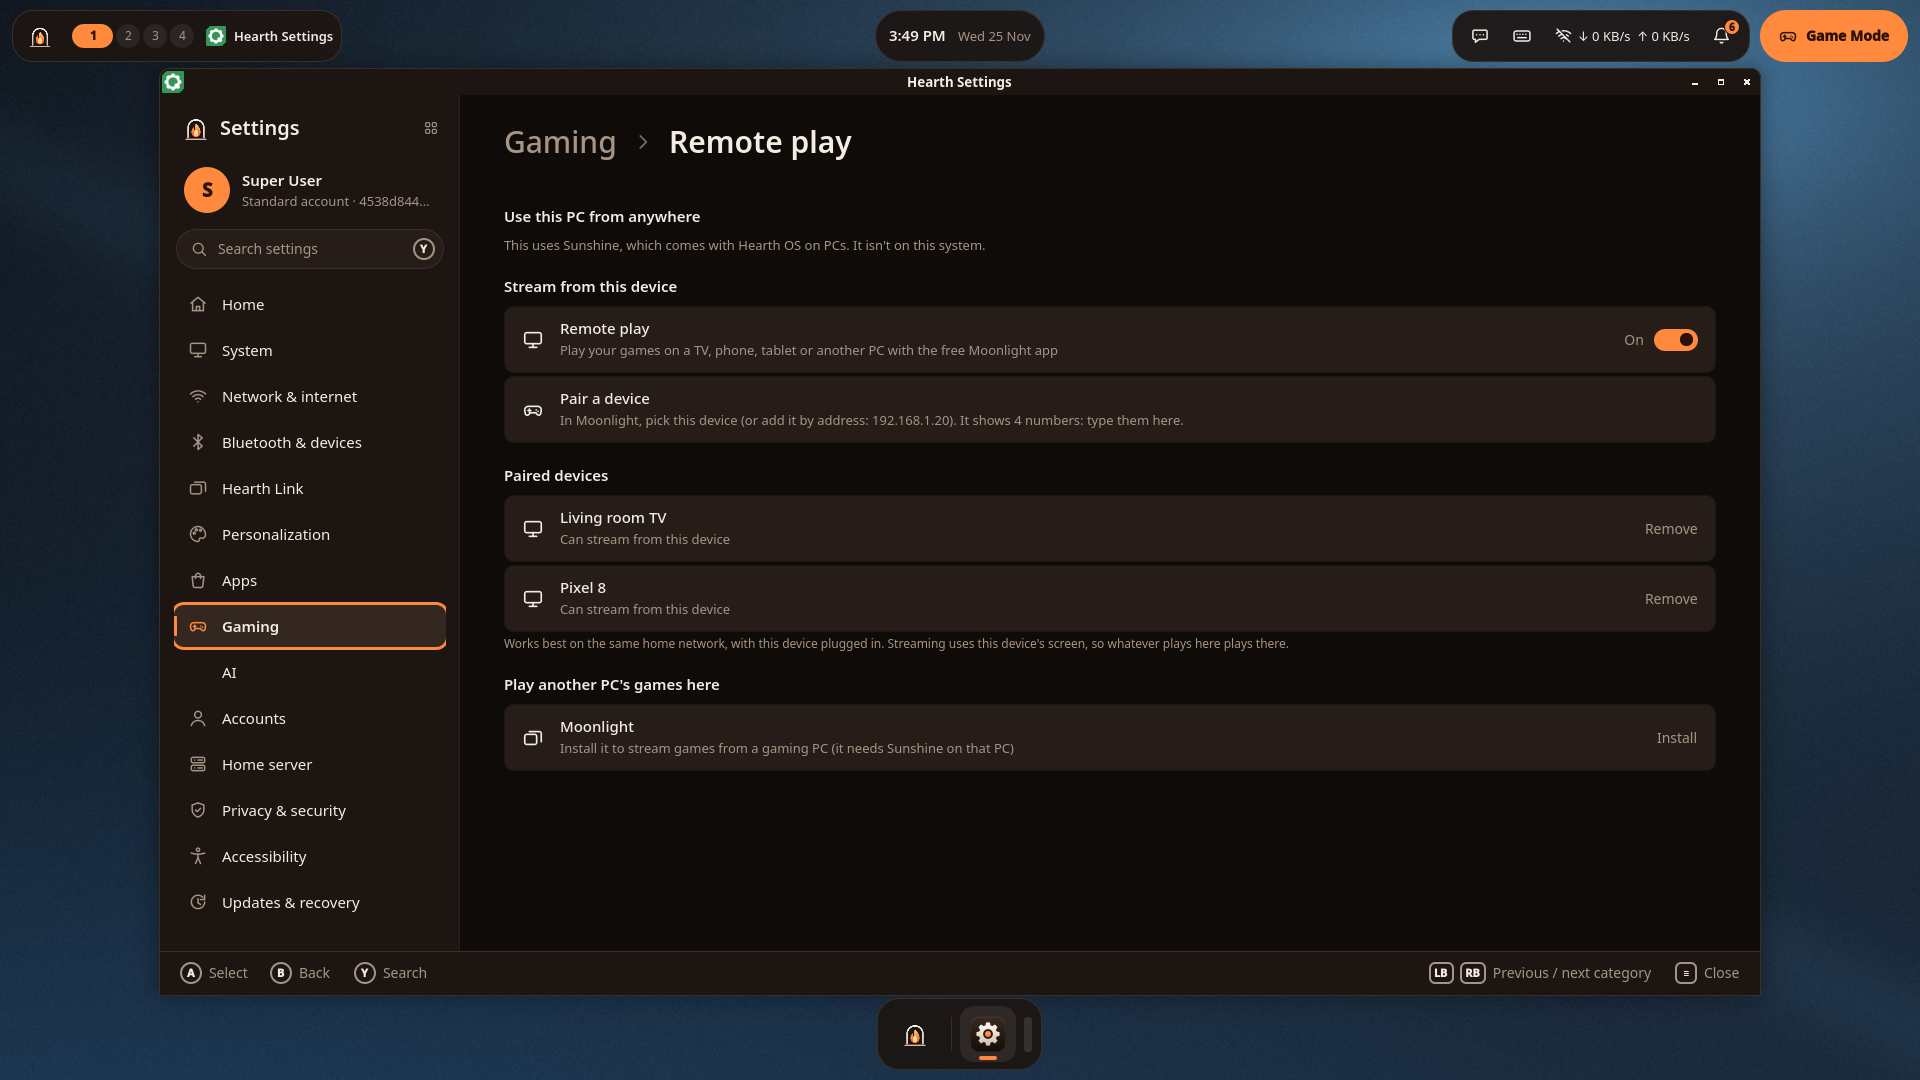 1 2 3 4 Hearth Settings
3:49 PM Wed 25 Nov
↓ 0 KB/s ↑ 0 KB/s 6 Game Mode
Hearth Settings
Settings
S
Super User
Standard account · 4538d844...
Search settings Y
Home
System
Network & internet
Bluetooth & devices
Hearth Link
Personalization
Apps
Gaming
AI
Accounts
Home server
Privacy & security
Accessibility
Updates & recovery
Gaming > Remote play
Use this PC from anywhere
This uses Sunshine, which comes with Hearth OS on PCs. It isn't on this system.
Stream from this device
Remote play
Play your games on a TV, phone, tablet or another PC with the free Moonlight app
On
Pair a device
In Moonlight, pick this device (or add it by address: 192.168.1.20). It shows 4 numbers: type them here.
Paired devices
Living room TV
Can stream from this device
Remove
Pixel 8
Can stream from this device
Remove
Works best on the same home network, with this device plugged in. Streaming uses this device's screen, so whatever plays here plays there.
Play another PC's games here
Moonlight
Install it to stream games from a gaming PC (it needs Sunshine on that PC)
Install
A Select B Back Y Search
LB RB Previous / next category ≡ Close